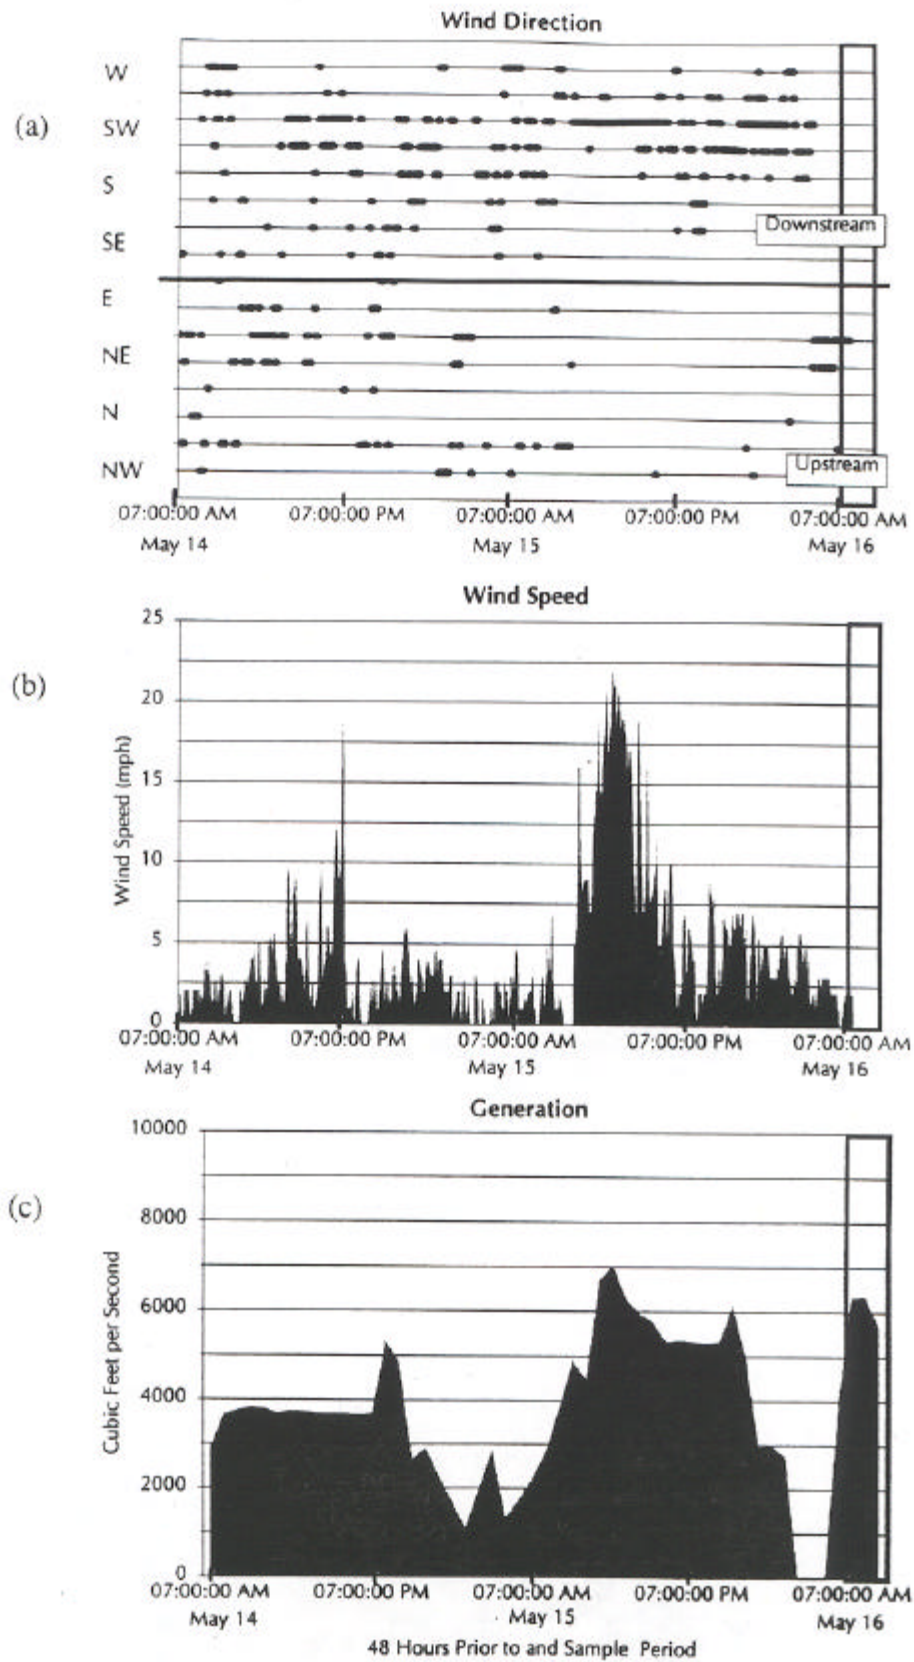 Wind Direction
(a)
W
SW
S
SE
Downstream
E
NE
N
NW
Upstream
07:00:00 AM 07:00:00 PM 07:00:00 AM 07:00:00 PM 07:00:00 AM
May 14 May 15 May 16
Wind Speed
(b)
Wind Speed (mph)
25
20
15
10
5
0
07:00:00 AM 07:00:00 PM 07:00:00 AM 07:00:00 PM 07:00:00 AM
May 14 May 15 May 16
Generation
(c)
Cubic Feet per Second
10000
8000
6000
4000
2000
0
07:00:00 AM 07:00:00 PM 07:00:00 AM 07:00:00 PM 07:00:00 AM
May 14 May 15 May 16
48 Hours Prior to and Sample Period